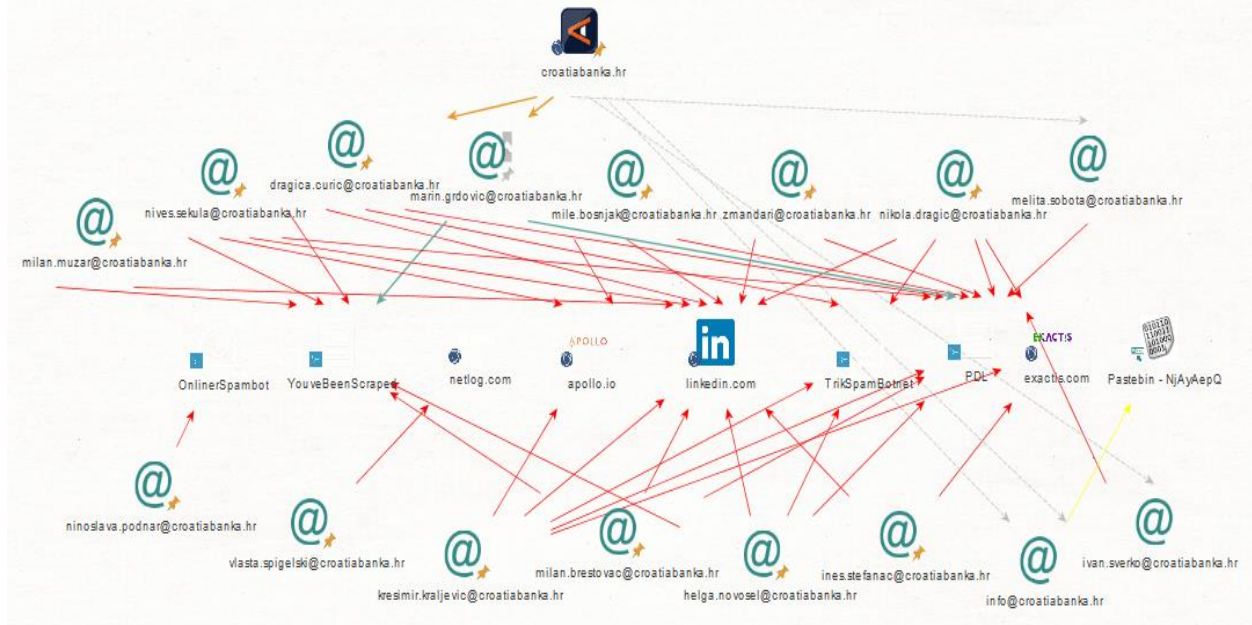 croatiabanka.hr
dragica.curic@croatiabanka.hr
marin.grdovic@croatiabanka.hr
nives.sekula@croatiabanka.hr
mile.bosnjak@croatiabanka.hr
zmandari@croatiabanka.hr
nikola.dragic@croatiabanka.hr
melita.sobota@croatiabanka.hr
milan.muzar@croatiabanka.hr
APOLLO
in
EXACTIS
OnlinerSpambot
YouveBeenScraped
netlog.com
apollo.io
linkedin.com
TrikSpamBotnet
PDL
exactis.com
Pastebin - NjAyAepQ
ninoslava.podnar@croatiabanka.hr
vlasta.spigelski@croatiabanka.hr
kresimir.kraljevic@croatiabanka.hr
milan.brestovac@croatiabanka.hr
helga.novosel@croatiabanka.hr
ines.stefanac@croatiabanka.hr
info@croatiabanka.hr
ivan.sverko@croatiabanka.hr